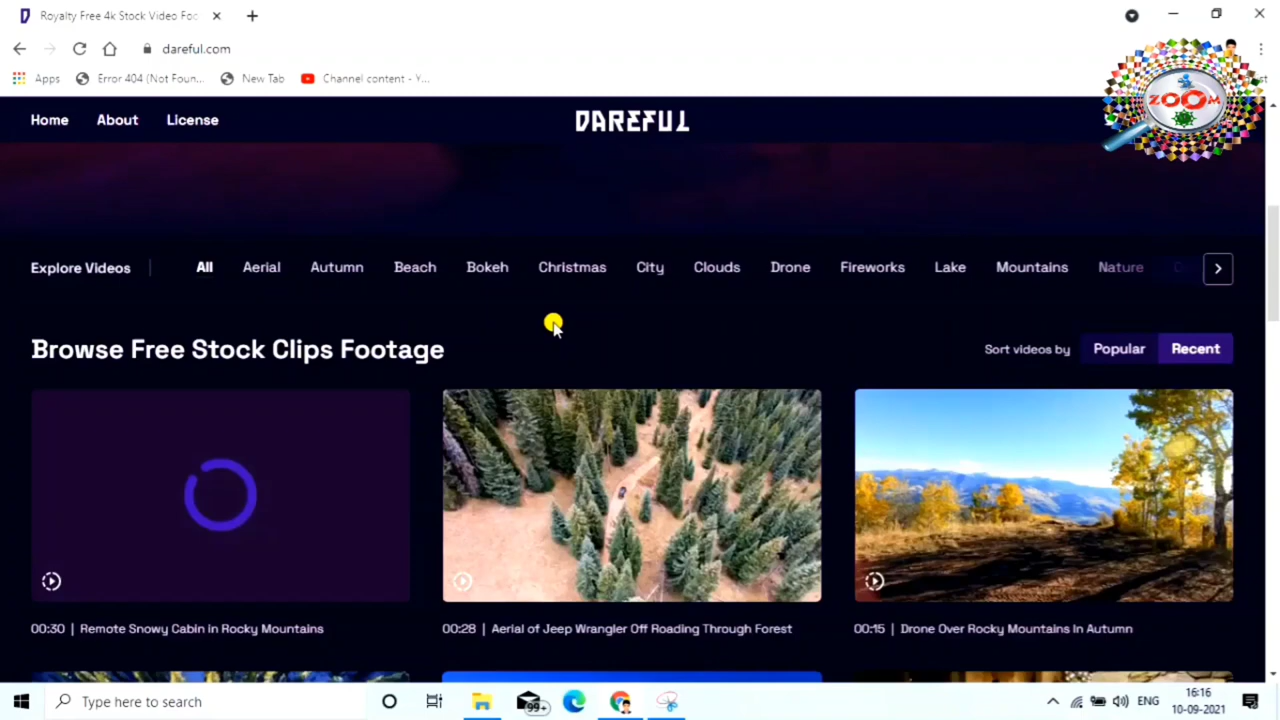 Royalty Free 4k Stock Video Foo
dareful.com
Apps Error 404 (Not Foun... New Tab Channel content - Y...
ZOOM
Home About License DAREFUL
Explore Videos All Aerial Autumn Beach Bokeh Christmas City Clouds Drone Fireworks Lake Mountains Nature
Browse Free Stock Clips Footage Sort videos by Popular Recent
00:30 | Remote Snowy Cabin in Rocky Mountains
00:28 | Aerial of Jeep Wrangler Off Roading Through Forest
00:15 | Drone Over Rocky Mountains In Autumn
Type here to search 99+ ENG 16:16
10-09-2021